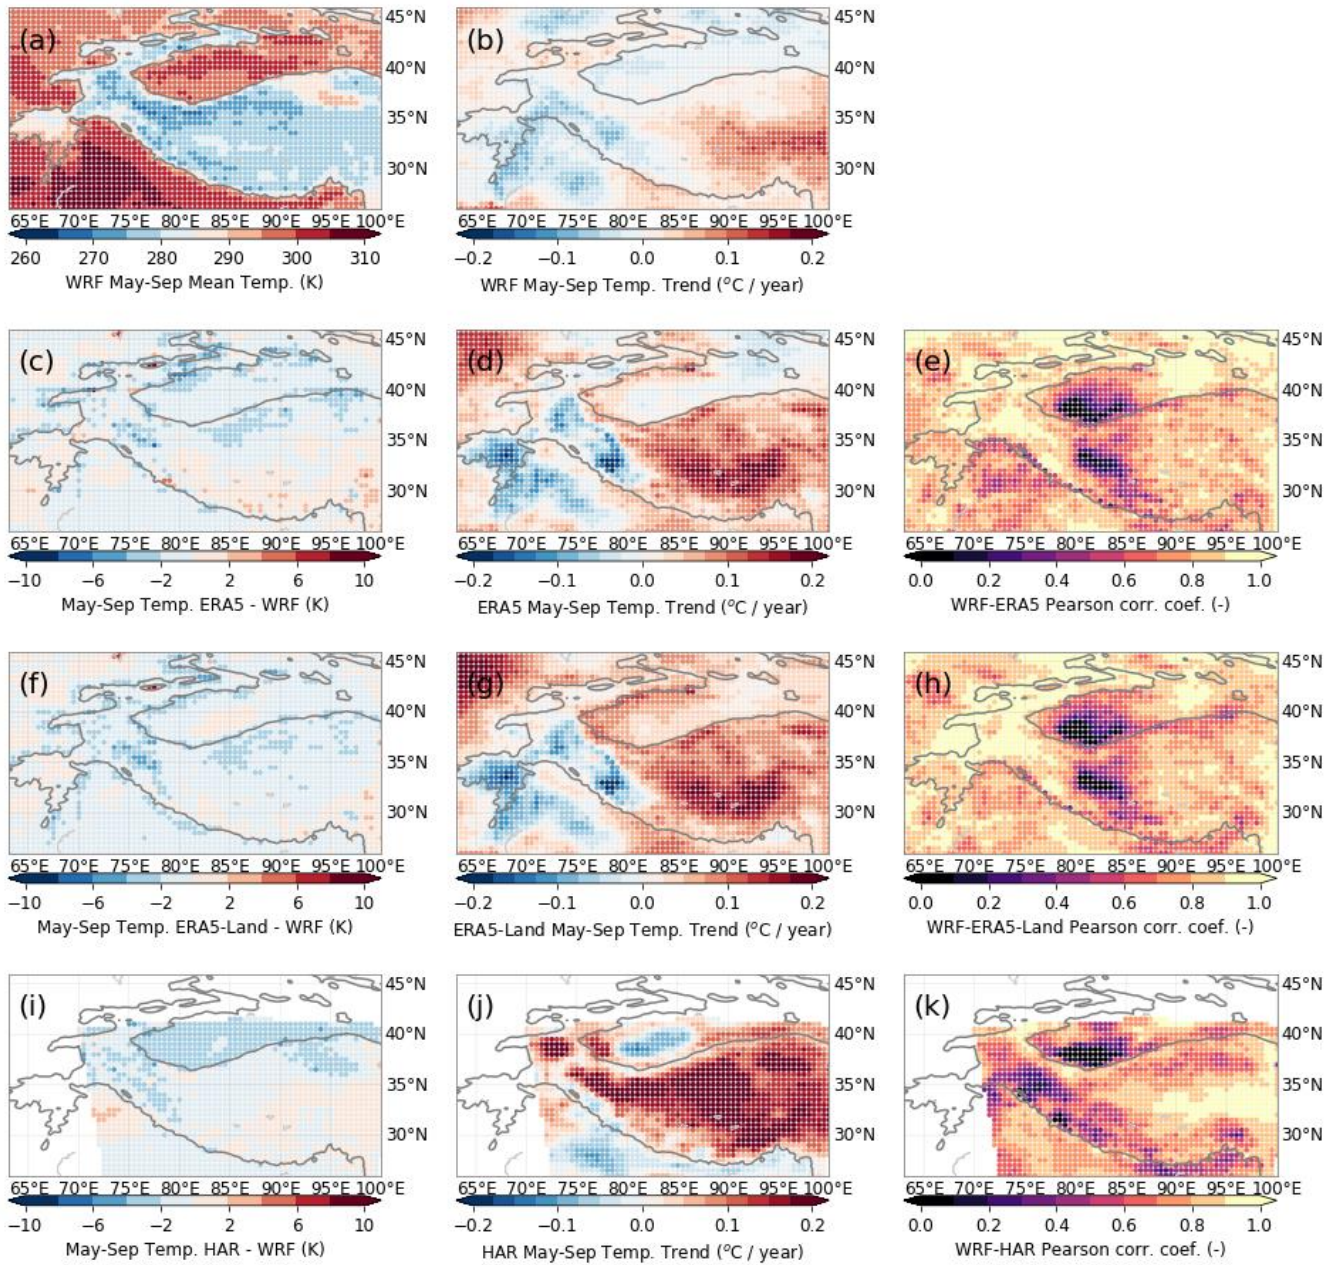 (a)
45°N
40°N
35°N
30°N
65°E 70°E 75°E 80°E 85°E 90°E 95°E 100°E
260 270 280 290 300 310
WRF May-Sep Mean Temp. (K)
(b)
45°N
40°N
35°N
30°N
65°E 70°E 75°E 80°E 85°E 90°E 95°E 100°E
−0.2 −0.1 0.0 0.1 0.2
WRF May-Sep Temp. Trend (°C / year)
(c)
45°N
40°N
35°N
30°N
65°E 70°E 75°E 80°E 85°E 90°E 95°E 100°E
−10 −6 −2 2 6 10
May-Sep Temp. ERA5 - WRF (K)
(d)
45°N
40°N
35°N
30°N
65°E 70°E 75°E 80°E 85°E 90°E 95°E 100°E
−0.2 −0.1 0.0 0.1 0.2
ERA5 May-Sep Temp. Trend (°C / year)
(e)
45°N
40°N
35°N
30°N
65°E 70°E 75°E 80°E 85°E 90°E 95°E 100°E
0.0 0.2 0.4 0.6 0.8 1.0
WRF-ERA5 Pearson corr. coef. (-)
(f)
45°N
40°N
35°N
30°N
65°E 70°E 75°E 80°E 85°E 90°E 95°E 100°E
−10 −6 −2 2 6 10
May-Sep Temp. ERA5-Land - WRF (K)
(g)
45°N
40°N
35°N
30°N
65°E 70°E 75°E 80°E 85°E 90°E 95°E 100°E
−0.2 −0.1 0.0 0.1 0.2
ERA5-Land May-Sep Temp. Trend (°C / year)
(h)
45°N
40°N
35°N
30°N
65°E 70°E 75°E 80°E 85°E 90°E 95°E 100°E
0.0 0.2 0.4 0.6 0.8 1.0
WRF-ERA5-Land Pearson corr. coef. (-)
(i)
45°N
40°N
35°N
30°N
65°E 70°E 75°E 80°E 85°E 90°E 95°E 100°E
−10 −6 −2 2 6 10
May-Sep Temp. HAR - WRF (K)
(j)
45°N
40°N
35°N
30°N
65°E 70°E 75°E 80°E 85°E 90°E 95°E 100°E
−0.2 −0.1 0.0 0.1 0.2
HAR May-Sep Temp. Trend (°C / year)
(k)
45°N
40°N
35°N
30°N
65°E 70°E 75°E 80°E 85°E 90°E 95°E 100°E
0.0 0.2 0.4 0.6 0.8 1.0
WRF-HAR Pearson corr. coef. (-)